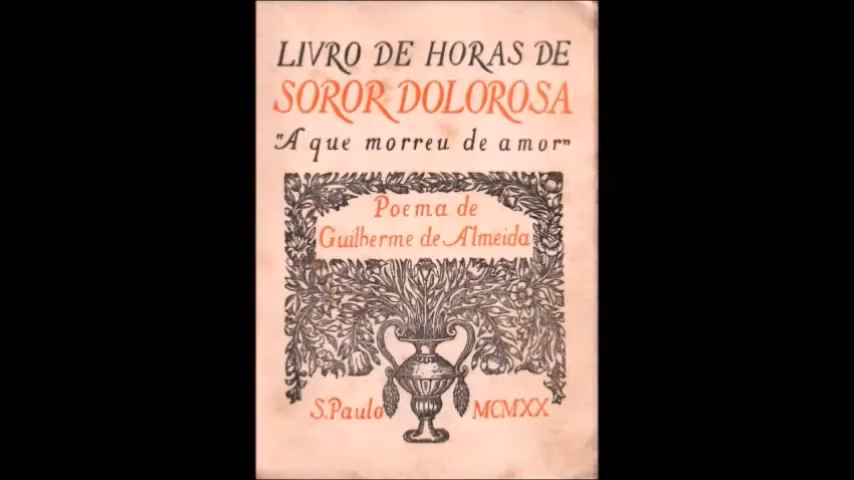 LIVRO DE HORAS DE
SOROR DOLOROSA
"A que morreu de amor"
Poema de
Guilherme de Almeida
S. Paulo MCMXX